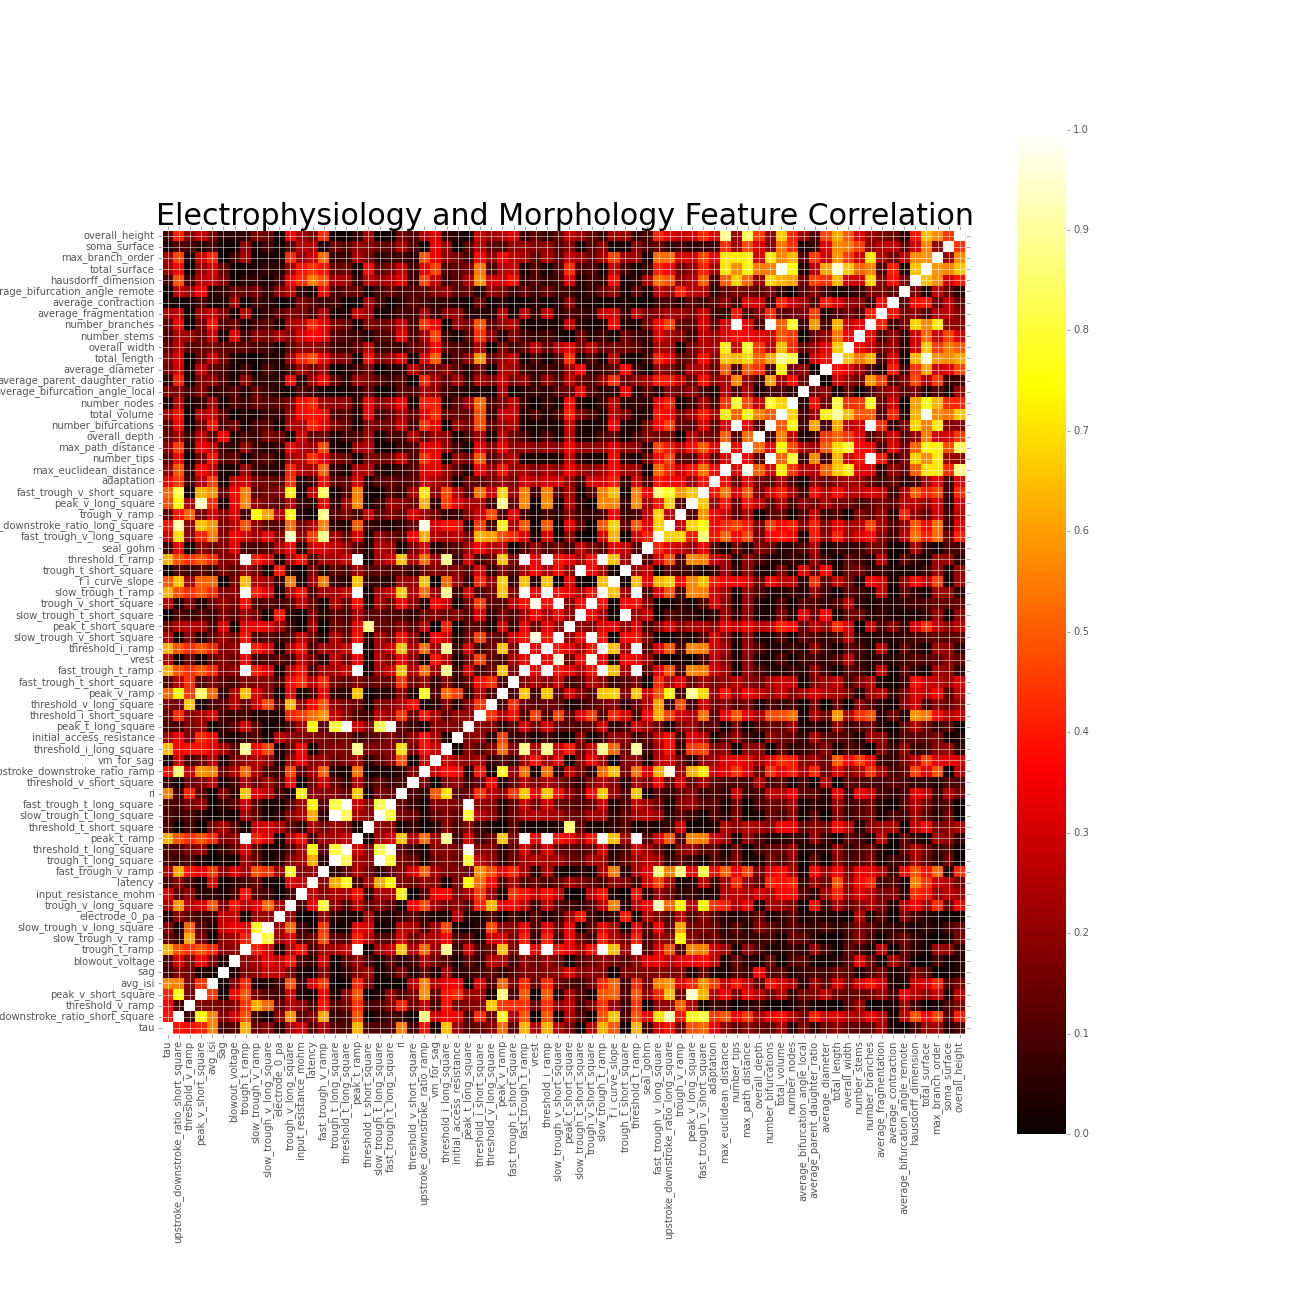 Electrophysiology and Morphology Feature Correlation
overall_height
soma_surface
max_branch_order
total_surface
hausdorff_dimension
rage_bifurcation_angle_remote
average_contraction
average_fragmentation
number_branches
number_stems
overall_width
total_length
average_diameter
average_parent_daughter_ratio
average_bifurcation_angle_local
number_nodes
total_volume
number_bifurcations
overall_depth
max_path_distance
number_tips
max_euclidean_distance
adaptation
fast_trough_v_short_square
peak_v_long_square
trough_v_ramp
_downstroke_ratio_long_square
fast_trough_v_long_square
seal_gohm
threshold_t_ramp
trough_t_short_square
f_i_curve_slope
slow_trough_t_ramp
trough_v_short_square
slow_trough_t_short_square
peak_t_short_square
slow_trough_v_short_square
threshold_i_ramp
vrest
fast_trough_t_ramp
fast_trough_t_short_square
peak_v_ramp
threshold_v_long_square
threshold_i_short_square
peak_t_long_square
initial_access_resistance
threshold_i_long_square
vm_for_sag
pstroke_downstroke_ratio_ramp
threshold_v_short_square
ri
fast_trough_t_long_square
slow_trough_t_long_square
threshold_t_short_square
peak_t_ramp
threshold_t_long_square
trough_t_long_square
fast_trough_v_ramp
latency
input_resistance_mohm
trough_v_long_square
electrode_0_pa
slow_trough_v_long_square
slow_trough_v_ramp
trough_t_ramp
blowout_voltage
sag
avg_isi
peak_v_short_square
threshold_v_ramp
downstroke_ratio_short_square
tau
tau
upstroke_downstroke_ratio_short_square
threshold_v_ramp
peak_v_short_square
avg_isi
sag
blowout_voltage
trough_t_ramp
slow_trough_v_ramp
slow_trough_v_long_square
electrode_0_pa
trough_v_long_square
input_resistance_mohm
latency
fast_trough_v_ramp
trough_t_long_square
threshold_t_long_square
peak_t_ramp
threshold_t_short_square
slow_trough_t_long_square
fast_trough_t_long_square
ri
threshold_v_short_square
upstroke_downstroke_ratio_ramp
vm_for_sag
threshold_i_long_square
initial_access_resistance
peak_t_long_square
threshold_i_short_square
threshold_v_long_square
peak_v_ramp
fast_trough_t_short_square
fast_trough_t_ramp
vrest
threshold_i_ramp
slow_trough_v_short_square
peak_t_short_square
slow_trough_t_short_square
trough_v_short_square
slow_trough_t_ramp
f_i_curve_slope
trough_t_short_square
threshold_t_ramp
seal_gohm
fast_trough_v_long_square
upstroke_downstroke_ratio_long_square
trough_v_ramp
peak_v_long_square
fast_trough_v_short_square
adaptation
max_euclidean_distance
number_tips
max_path_distance
overall_depth
number_bifurcations
total_volume
number_nodes
average_bifurcation_angle_local
average_parent_daughter_ratio
average_diameter
total_length
overall_width
number_stems
number_branches
average_fragmentation
average_contraction
average_bifurcation_angle_remote
hausdorff_dimension
total_surface
max_branch_order
soma_surface
overall_height
1.0
0.9
0.8
0.7
0.6
0.5
0.4
0.3
0.2
0.1
0.0